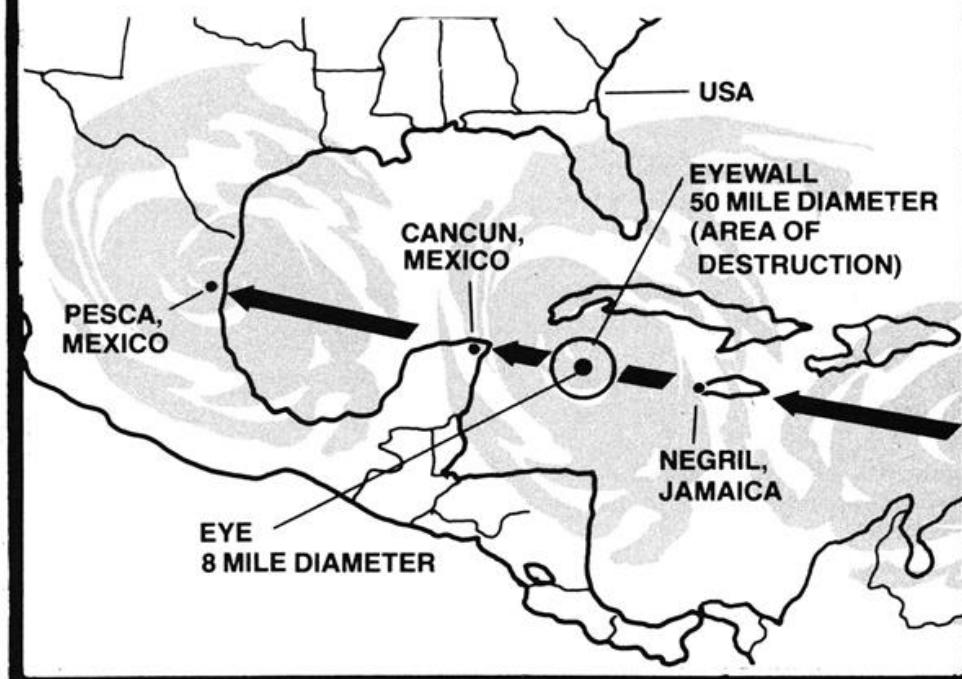 USA
EYEWALL
50 MILE DIAMETER
(AREA OF
DESTRUCTION)
CANCUN,
MEXICO
PESCA,
MEXICO
NEGRIL,
JAMAICA
EYE
8 MILE DIAMETER